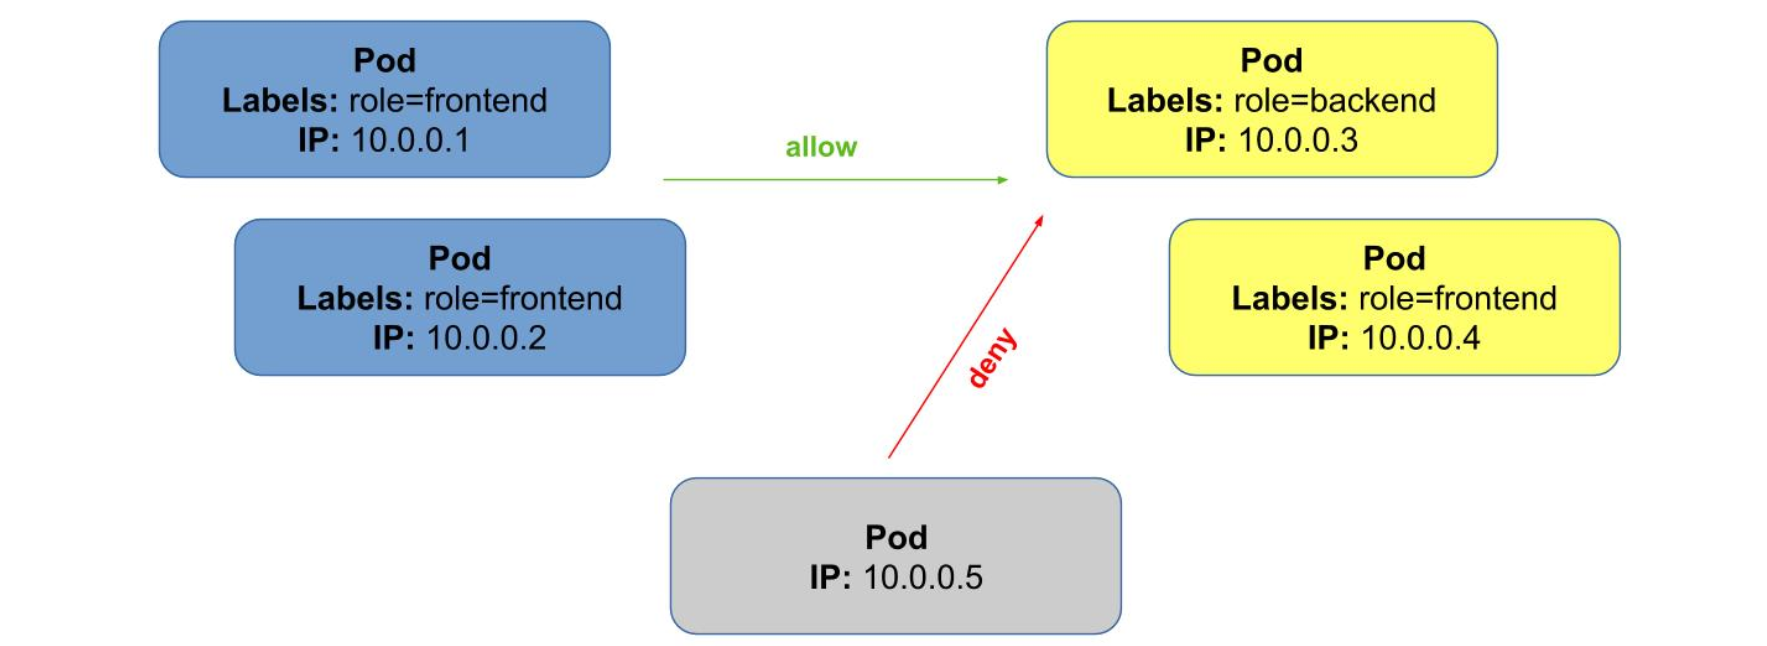 Pod
Labels: role=frontend
IP: 10.0.0.1
Pod
Labels: role=frontend
IP: 10.0.0.2
allow
Pod
Labels: role=backend
IP: 10.0.0.3
Pod
Labels: role=frontend
IP: 10.0.0.4
deny
Pod
IP: 10.0.0.5